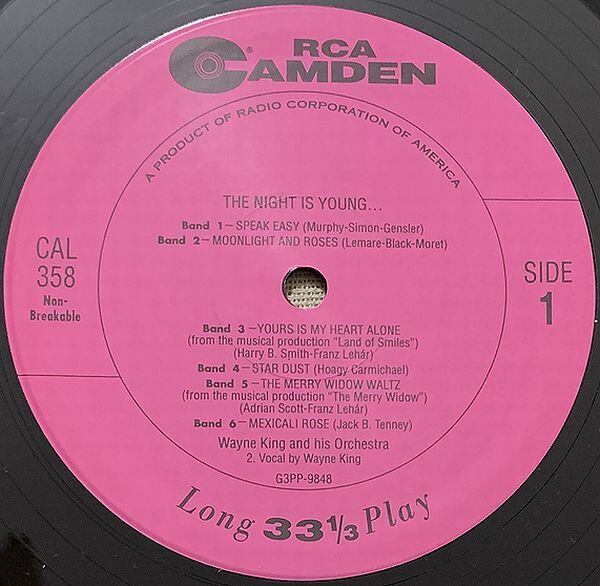 RCA
CAMDEN
®
A PRODUCT OF RADIO CORPORATION OF AMERICA
THE NIGHT IS YOUNG...
Band 1—SPEAK EASY (Murphy-Simon-Gensler)
Band 2—MOONLIGHT AND ROSES (Lemare-Black-Moret)
CAL
358
Non-
Breakable
SIDE
1
Band 3—YOURS IS MY HEART ALONE
(from the musical production "Land of Smiles")
(Harry B. Smith-Franz Lehár)
Band 4—STAR DUST (Hoagy Carmichael)
Band 5—THE MERRY WIDOW WALTZ
(from the musical production "The Merry Widow")
(Adrian Scott-Franz Lehár)
Band 6—MEXICALI ROSE (Jack B. Tenney)
Wayne King and his Orchestra
2. Vocal by Wayne King
G3PP-9848
Long 33 1/3 Play